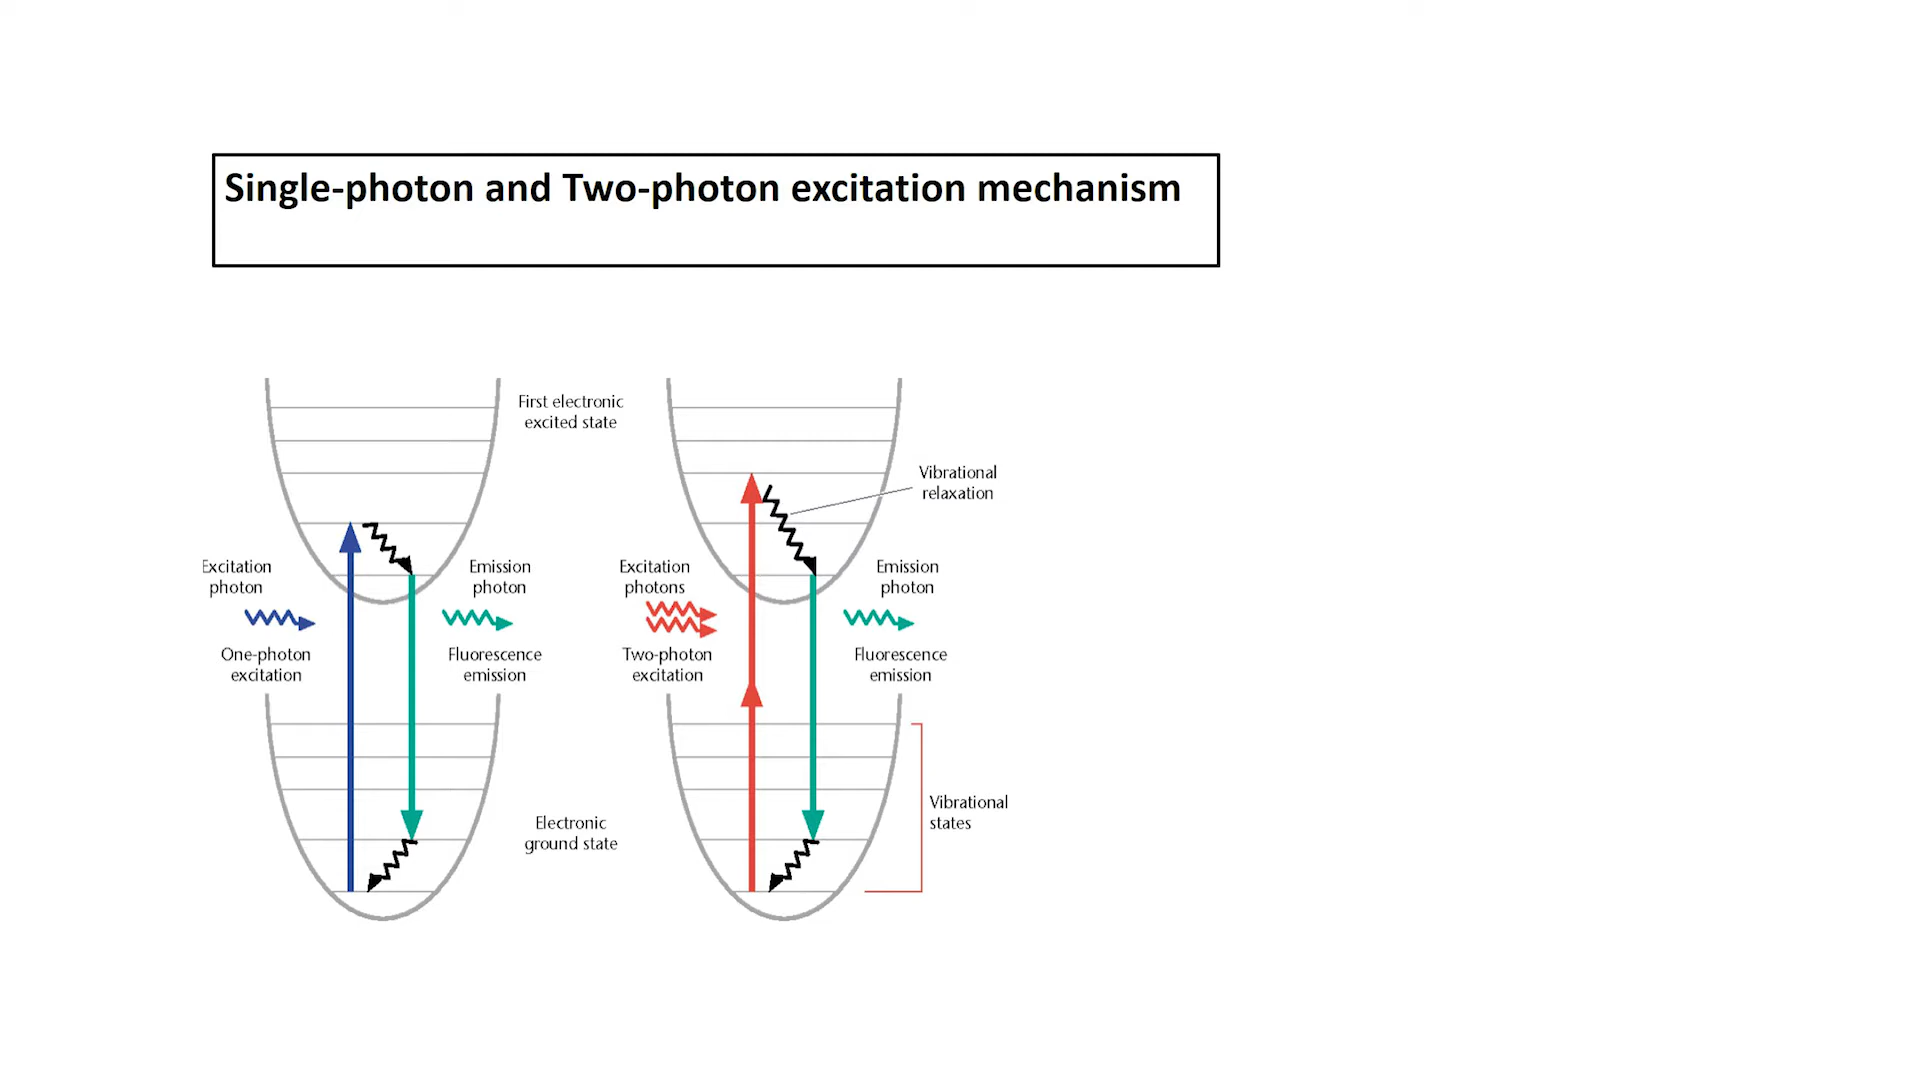 Single-photon and Two-photon excitation mechanism
First electronic
excited state
Vibrational
relaxation
Excitation
photon
Emission
photon
Excitation
photons
Emission
photon
One-photon
excitation
Fluorescence
emission
Two-photon
excitation
Fluorescence
emission
Electronic
ground state
Vibrational
states